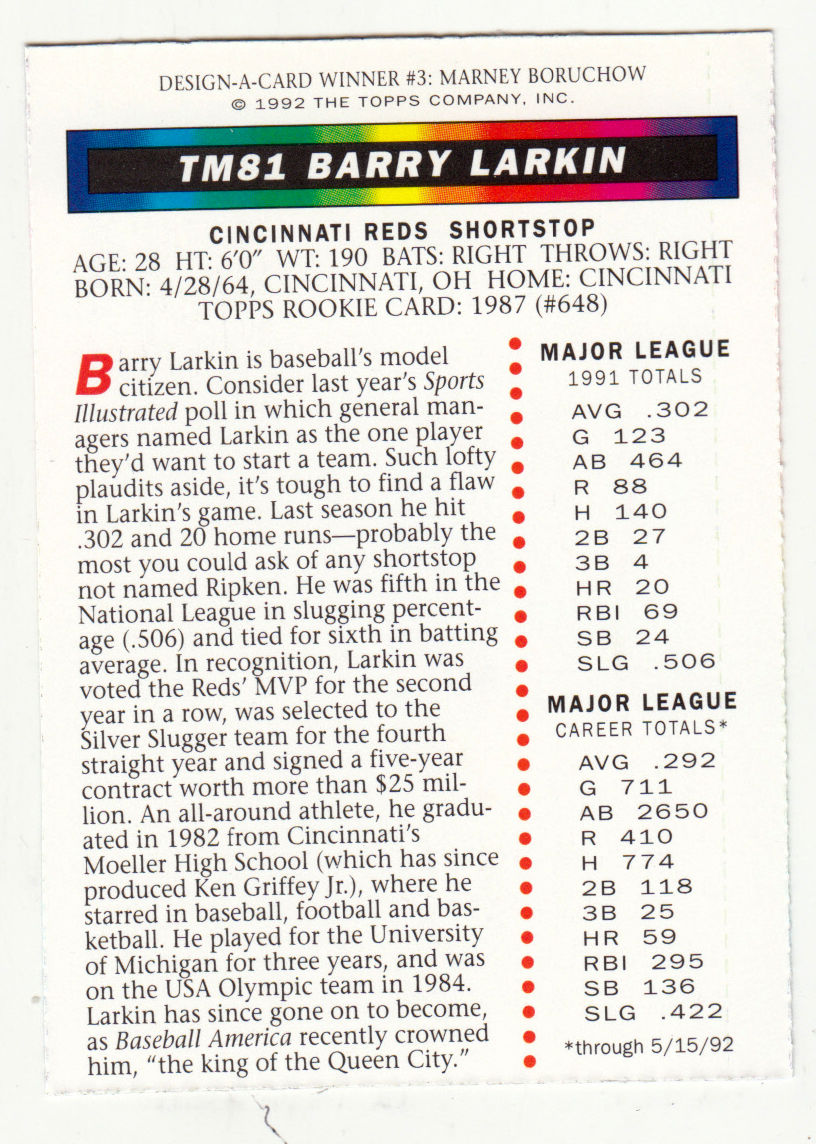 DESIGN-A-CARD WINNER #3: MARNEY BORUCHOW
© 1992 THE TOPPS COMPANY, INC.
TM81 BARRY LARKIN
CINCINNATI REDS SHORTSTOP
AGE: 28 HT: 6'0" WT: 190 BATS: RIGHT THROWS: RIGHT
BORN: 4/28/64, CINCINNATI, OH HOME: CINCINNATI
TOPPS ROOKIE CARD: 1987 (#648)
Barry Larkin is baseball's model
citizen. Consider last year's Sports
Illustrated poll in which general man-
agers named Larkin as the one player
they'd want to start a team. Such lofty
plaudits aside, it's tough to find a flaw
in Larkin's game. Last season he hit
.302 and 20 home runs—probably the
most you could ask of any shortstop
not named Ripken. He was fifth in the
National League in slugging percent-
age (.506) and tied for sixth in batting
average. In recognition, Larkin was
voted the Reds' MVP for the second
year in a row, was selected to the
Silver Slugger team for the fourth
straight year and signed a five-year
contract worth more than $25 mil-
lion. An all-around athlete, he gradu-
ated in 1982 from Cincinnati's
Moeller High School (which has since
produced Ken Griffey Jr.), where he
starred in baseball, football and bas-
ketball. He played for the University
of Michigan for three years, and was
on the USA Olympic team in 1984.
Larkin has since gone on to become,
as Baseball America recently crowned
him, "the king of the Queen City."
MAJOR LEAGUE
1991 TOTALS
AVG .302
G 123
AB 464
R 88
H 140
2B 27
3B 4
HR 20
RBI 69
SB 24
SLG .506
MAJOR LEAGUE
CAREER TOTALS*
AVG .292
G 711
AB 2650
R 410
H 774
2B 118
3B 25
HR 59
RBI 295
SB 136
SLG .422
*through 5/15/92